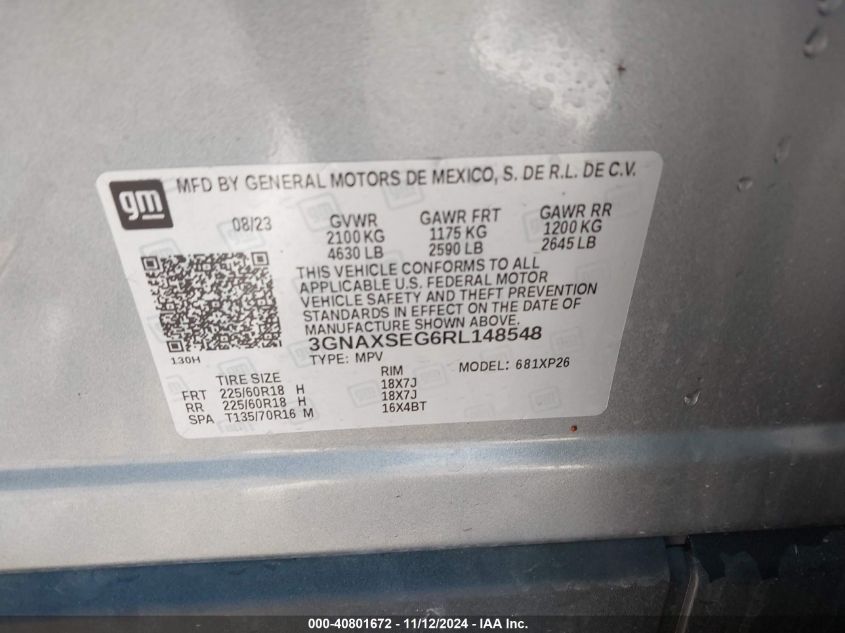 gm MFD BY GENERAL MOTORS DE MEXICO, S. DE R.L. DE C.V.
08/23 GVWR GAWR FRT GAWR RR
2100 KG 1175 KG 1200 KG
4630 LB 2590 LB 2645 LB
THIS VEHICLE CONFORMS TO ALL
APPLICABLE U.S. FEDERAL MOTOR
VEHICLE SAFETY AND THEFT PREVENTION
STANDARDS IN EFFECT ON THE DATE OF
MANUFACTURE SHOWN ABOVE.
130H 3GNAXSEG6RL148548
TYPE: MPV MODEL: 681XP26
TIRE SIZE RIM
FRT 225/60R18 H 18X7J
RR 225/60R18 H 18X7J
SPA T135/70R16 M 16X4BT
000-40801672 - 11/12/2024 - IAA Inc.